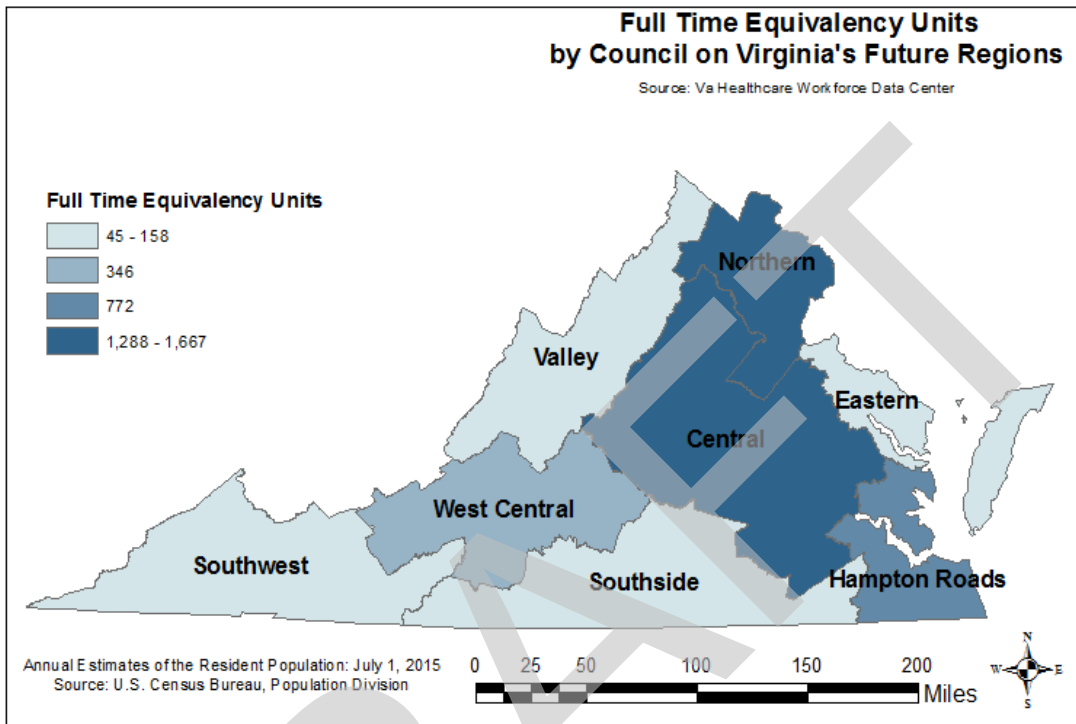 Full Time Equivalency Units
by Council on Virginia's Future Regions
Source: Va Healthcare Workforce Data Center
Full Time Equivalency Units
45 - 158
346
772
1,288 - 1,667
Northern
Valley
Eastern
Central
West Central
Southwest
Southside
Hampton Roads
Annual Estimates of the Resident Population: July 1, 2015
Source: U.S. Census Bureau, Population Division
0 25 50 100 150 200
Miles
N
W E
S